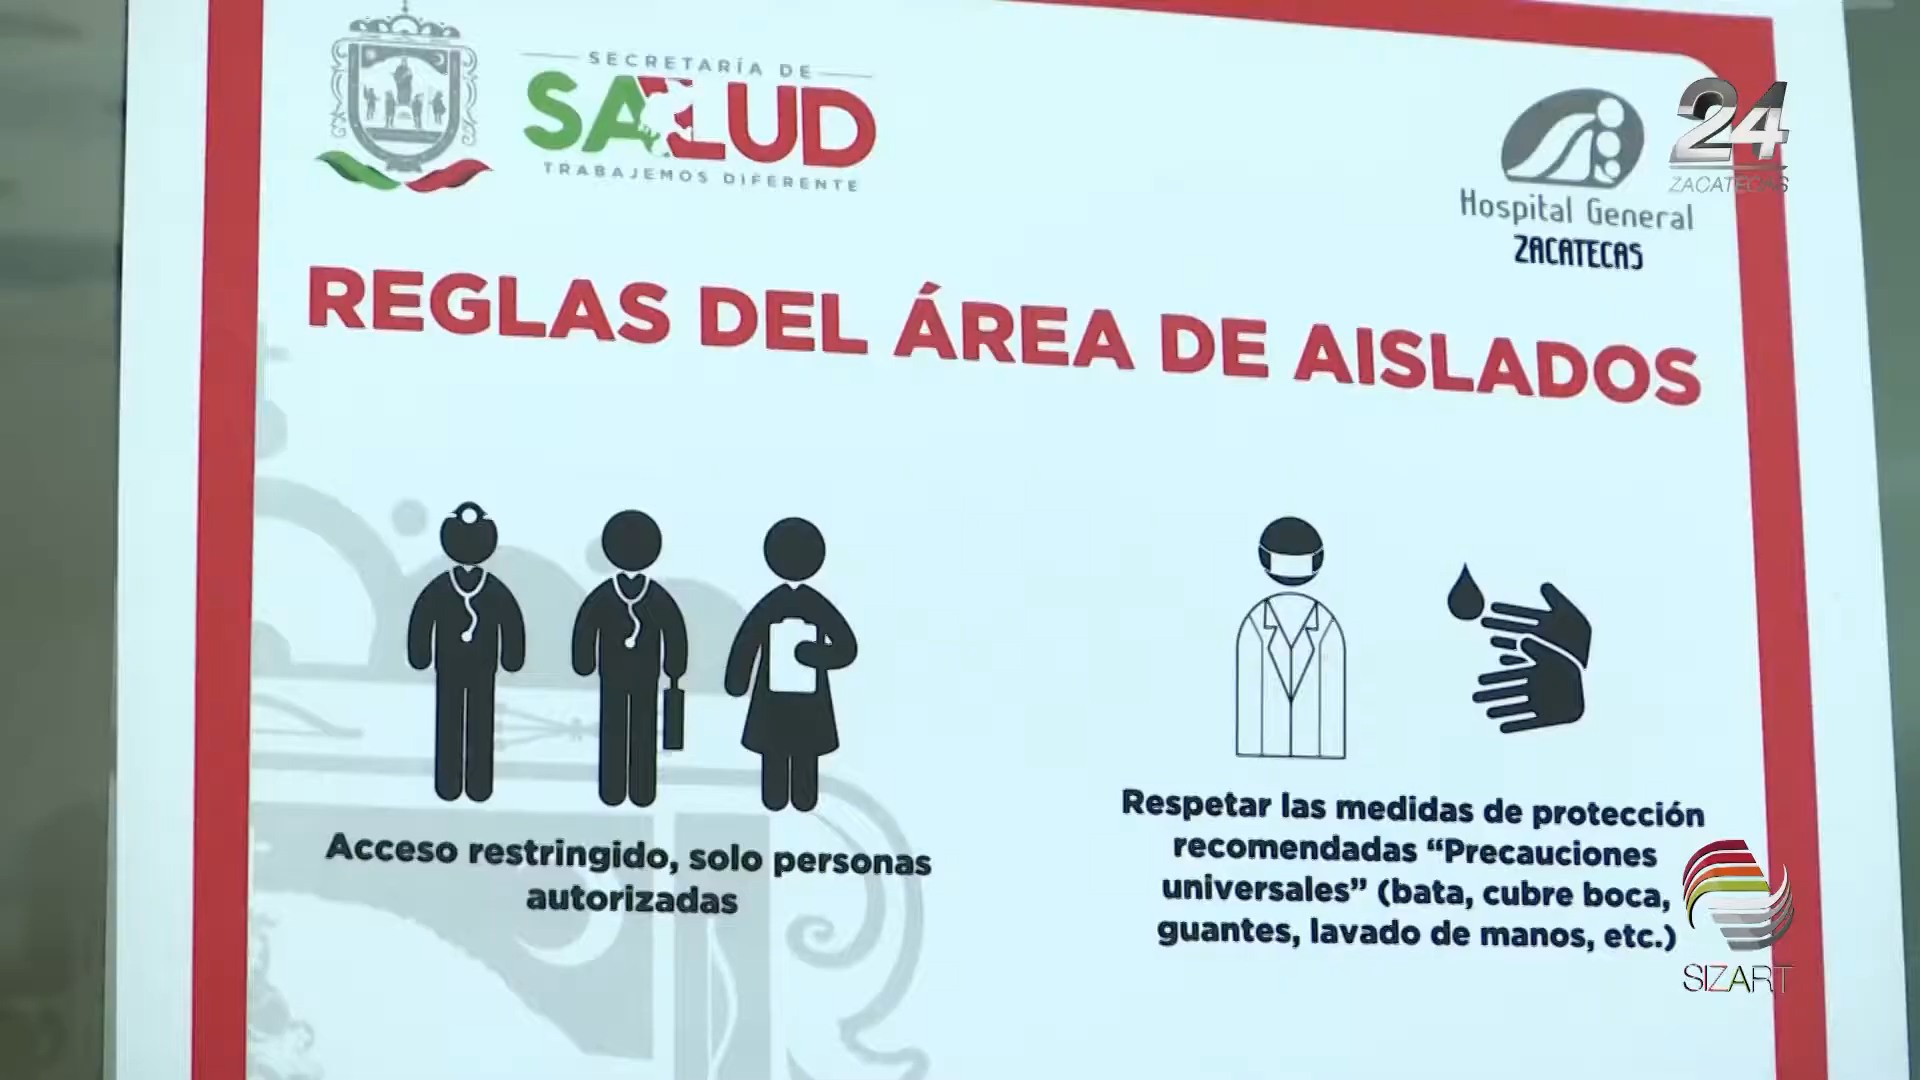 SECRETARÍA DE
SALUD
TRABAJEMOS DIFERENTE
Hospital General
ZACATECAS
24
ZACATECAS
REGLAS DEL ÁREA DE AISLADOS
Acceso restringido, solo personas
autorizadas
Respetar las medidas de protección
recomendadas “Precauciones
universales” (bata, cubre boca,
guantes, lavado de manos, etc.)
SIZART